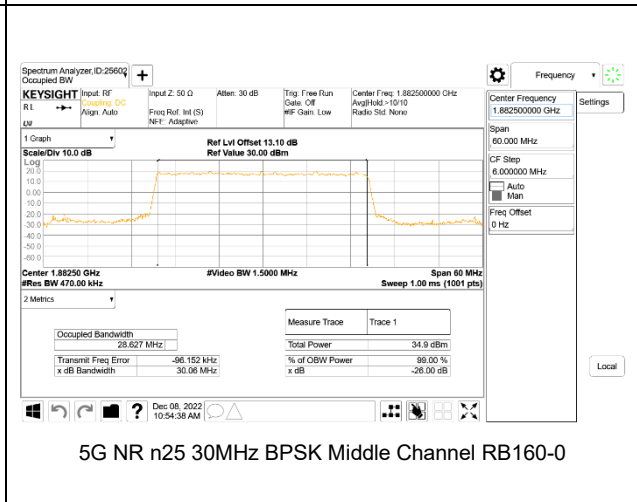 Spectrum Analyzer,ID:25602
Occupied BW
+
Frequency
KEYSIGHT
Input: RF
Input Z: 50 Ω
Atten: 30 dB
Trig: Free Run
Center Freq: 1.882500000 GHz
RL
Coupling: DC
Gate: Off
Avg|Hold:>10/10
Align: Auto
Freq Ref: Int (S)
#IF Gain: Low
Radio Std: None
NFE: Adaptive
Center Frequency
1.882500000 GHz
Settings
Span
60.000 MHz
CF Step
6.000000 MHz
Auto
Man
Freq Offset
0 Hz
1 Graph
Ref Lvl Offset 13.10 dB
Scale/Div 10.0 dB
Ref Value 30.00 dBm
Log
20.0
10.0
0.00
-10.0
-20.0
-30.0
-40.0
-50.0
-60.0
Center 1.88250 GHz
#Video BW 1.5000 MHz
Span 60 MHz
#Res BW 470.00 kHz
Sweep 1.00 ms (1001 pts)
2 Metrics
Measure Trace
Trace 1
Occupied Bandwidth
28.627 MHz
Total Power
34.9 dBm
Transmit Freq Error
-96.152 kHz
% of OBW Power
99.00 %
x dB Bandwidth
30.06 MHz
x dB
-26.00 dB
Local
?
Dec 08, 2022
10:54:38 AM
5G NR n25 30MHz BPSK Middle Channel RB160-0